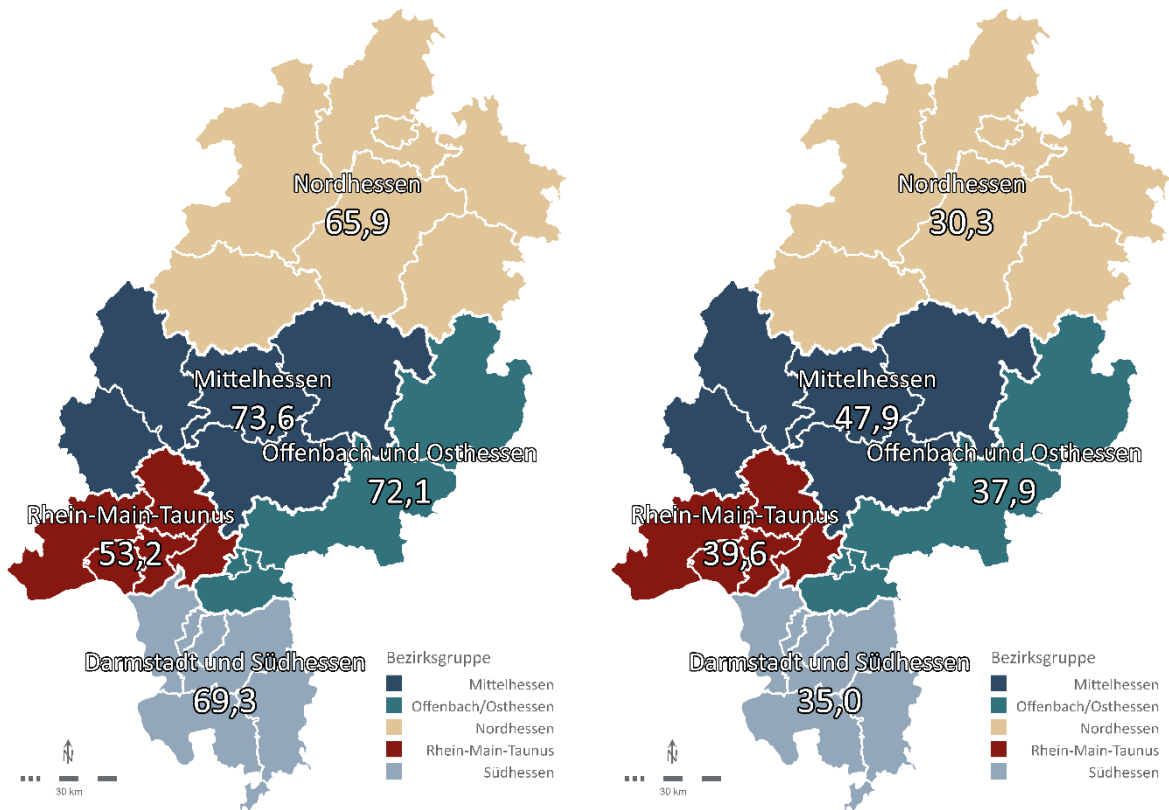 Nordhessen
65,9
Mittelhessen
73,6
Offenbach und Osthessen
72,1
Rhein-Main-Taunus
53,2
Darmstadt und Südhessen
69,3
Bezirksgruppe
Mittelhessen
Offenbach/Osthessen
Nordhessen
Rhein-Main-Taunus
Südhessen
N
30 km
Nordhessen
30,3
Mittelhessen
47,9
Offenbach und Osthessen
37,9
Rhein-Main-Taunus
39,6
Darmstadt und Südhessen
35,0
Bezirksgruppe
Mittelhessen
Offenbach/Osthessen
Nordhessen
Rhein-Main-Taunus
Südhessen
N
30 km